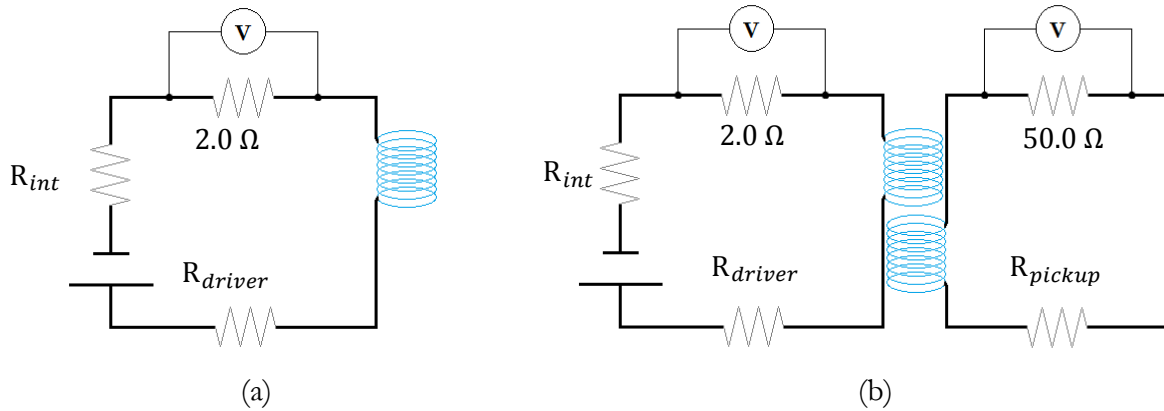 V
2.0 Ω
R_int
R_driver
(a)
V
V
2.0 Ω
50.0 Ω
R_int
R_driver
R_pickup
(b)